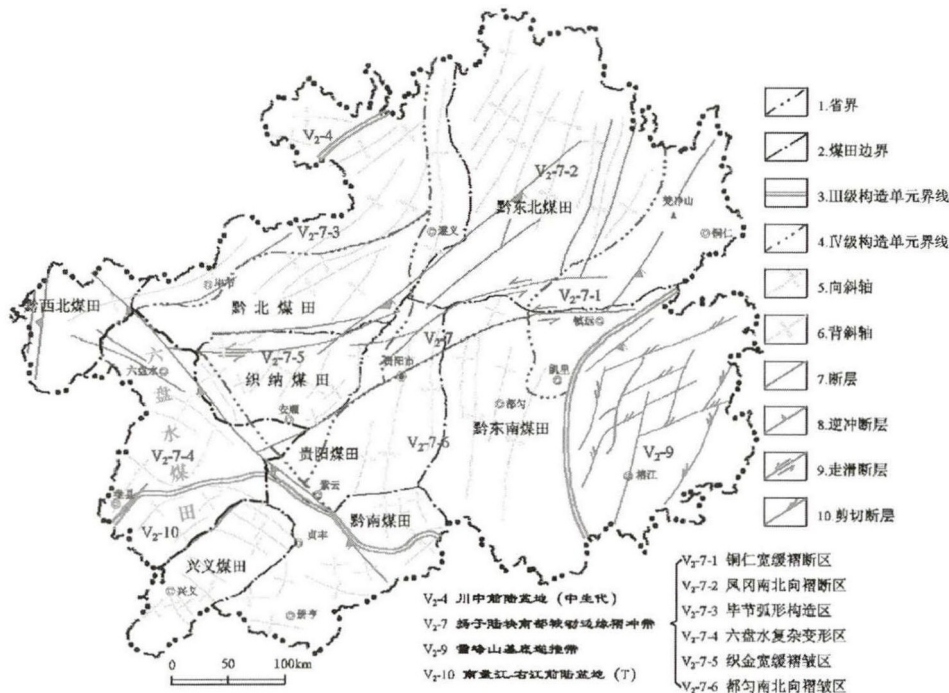 V₂-4
V₂-7-2
黔东北煤田
梵净山
铜仁
V₂-7-3
遵义
毕节
黔北煤田
V₂-7-1
镇远
黔西北煤田
V₂-7
V₂-7-5
织纳煤田
贵阳市
凯里
六盘水
都匀
黔东南煤田
安顺
六盘水煤田
贵阳煤田
V₂-7-6
V₂-9
榕江
V₂-7-4
紫云
盘县
黔南煤田
V₂-10
贞丰
兴义煤田
兴义
册亨
0 50 100km
1.省界
2.煤田边界
3.Ⅲ级构造单元界线
4.Ⅳ级构造单元界线
5.向斜轴
6.背斜轴
7.断层
8.逆冲断层
9.走滑断层
10剪切断层
V₂-4 川中前陆盆地（中生代）
V₂-7 扬子陆块南部被动边缘褶冲带
V₂-9 雪峰山基底逆推带
V₂-10 南盘江-右江前陆盆地（T）
V₂-7-1 铜仁宽缓褶断区
V₂-7-2 凤冈南北向褶断区
V₂-7-3 毕节弧形构造区
V₂-7-4 六盘水复杂变形区
V₂-7-5 织金宽缓褶皱区
V₂-7-6 都匀南北向褶皱区